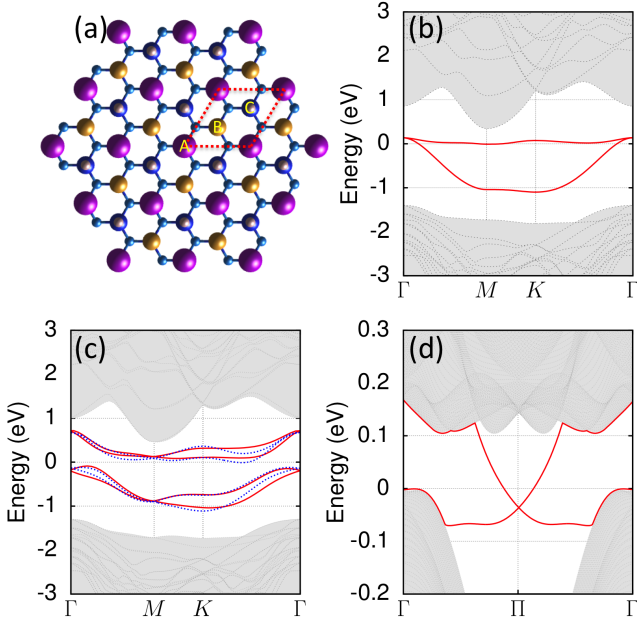 (a)
A
B
C
(b)
Energy (eV)
3
2
1
0
-1
-2
-3
Γ
M
K
Γ
(c)
Energy (eV)
3
2
1
0
-1
-2
-3
Γ
M
K
Γ
(d)
Energy (eV)
0.3
0.2
0.1
0
-0.1
-0.2
Γ
Π
Γ